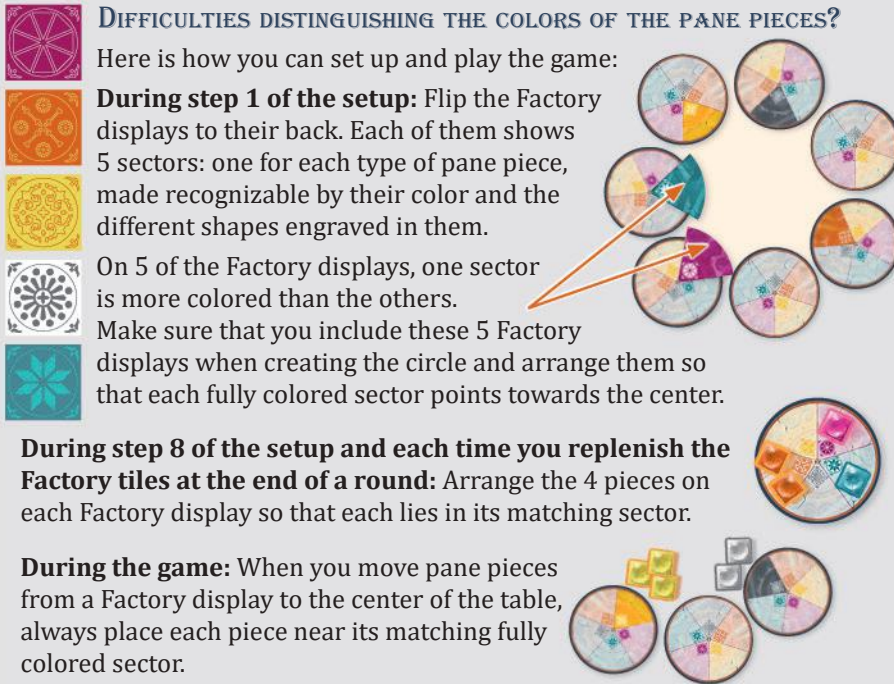 Difficulties distinguishing the colors of the pane pieces?
Here is how you can set up and play the game:
During step 1 of the setup: Flip the Factory
displays to their back. Each of them shows
5 sectors: one for each type of pane piece,
made recognizable by their color and the
different shapes engraved in them.
On 5 of the Factory displays, one sector
is more colored than the others.
Make sure that you include these 5 Factory
displays when creating the circle and arrange them so
that each fully colored sector points towards the center.
During step 8 of the setup and each time you replenish the
Factory tiles at the end of a round: Arrange the 4 pieces on
each Factory display so that each lies in its matching sector.
During the game: When you move pane pieces
from a Factory display to the center of the table,
always place each piece near its matching fully
colored sector.